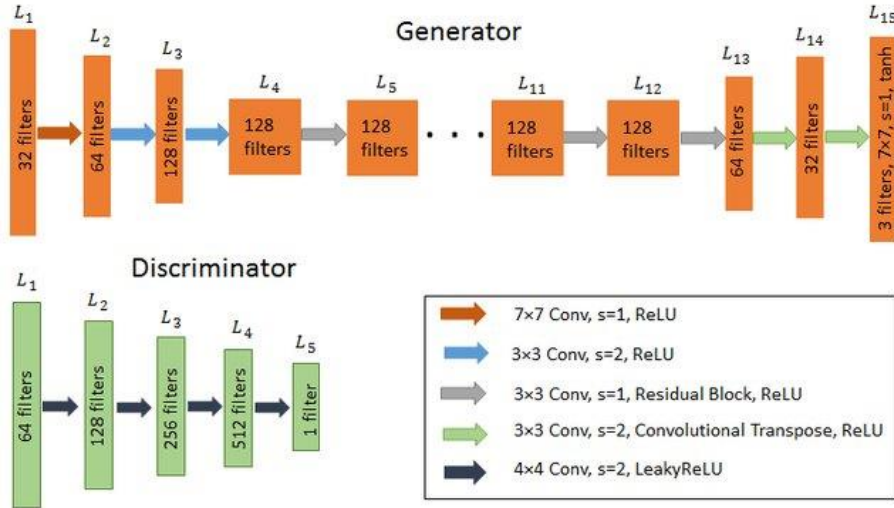 Generator
L₁
32 filters
L₂
64 filters
L₃
128 filters
L₄
128
filters
L₅
128
filters
. . .
L₁₁
128
filters
L₁₂
128
filters
L₁₃
64 filters
L₁₄
32 filters
L₁₅
3 filters, 7×7, s=1, tanh
Discriminator
L₁
64 filters
L₂
128 filters
L₃
256 filters
L₄
512 filters
L₅
1 filter
7×7 Conv, s=1, ReLU
3×3 Conv, s=2, ReLU
3×3 Conv, s=1, Residual Block, ReLU
3×3 Conv, s=2, Convolutional Transpose, ReLU
4×4 Conv, s=2, LeakyReLU